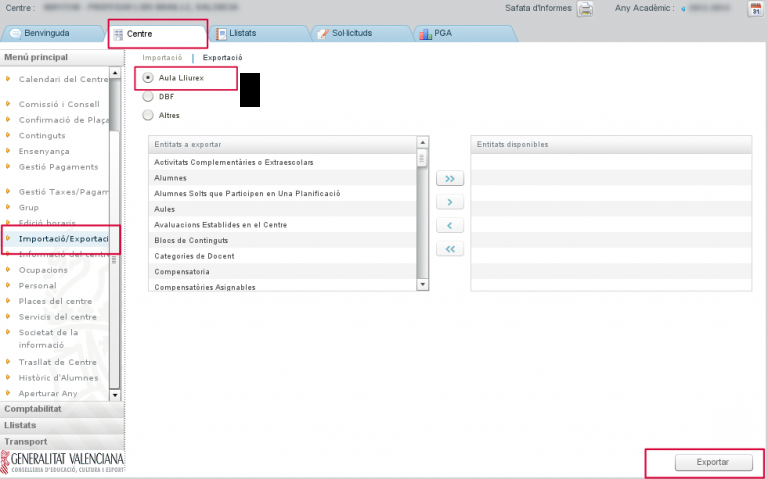 Centre :
Safata d'Informes
Any Acadèmic :
31
Benvinguda
Centre
Llistats
Sol·licituds
PGA
Menú principal
Calendari del Centre
Comissió i Consell
Confirmació de Plaça
Continguts
Ensenyança
Gestió Pagaments
Gestió Taxes/Pagam
Grup
Edició horaris
Importació/Exportaci
Informació del centre
Ocupacions
Personal
Places del centre
Servicis del centre
Societat de la
informació
Trasllat de Centre
Històric d'Alumnes
Aperturar Any
Comptabilitat
Llistats
Transport
GENERALITAT VALENCIANA
CONSELLERIA D'EDUCACIÓ, CULTURA I ESPORT
Importació | Exportació
Aula Lliurex
DBF
Altres
Entitats a exportar
Activitats Complementàries o Extraescolars
Alumnes
Alumnes Solts que Participen en Una Planificació
Aules
Avaluacions Establides en el Centre
Blocs de Continguts
Categories de Docent
Compensatoria
Compensatòries Asignables
>>
>
<
<<
Entitats disponibles
Exportar